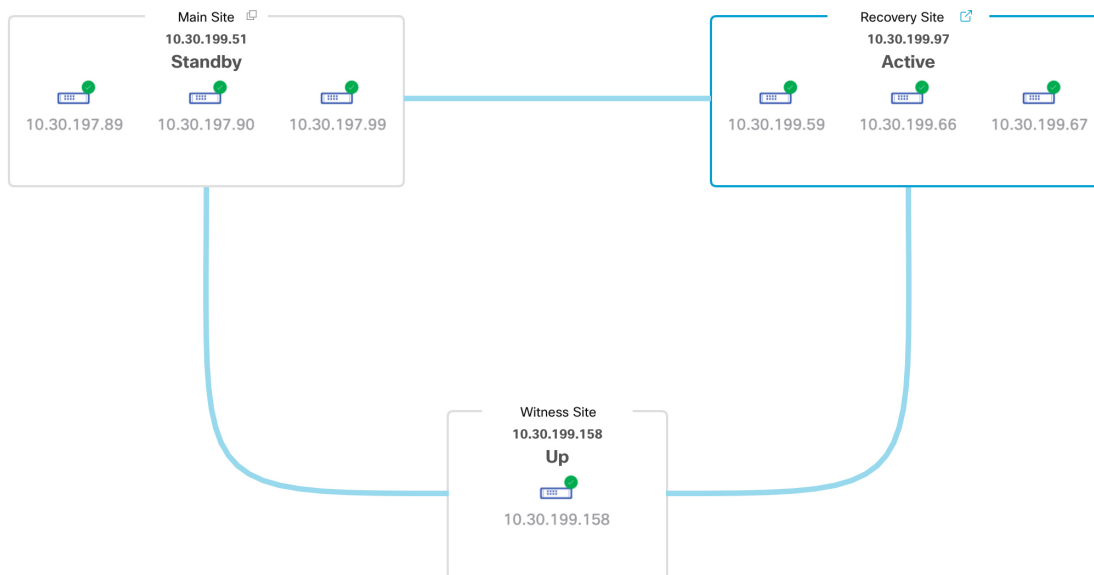 Main Site
10.30.199.51
Standby
10.30.197.89
10.30.197.90
10.30.197.99
Recovery Site
10.30.199.97
Active
10.30.199.59
10.30.199.66
10.30.199.67
Witness Site
10.30.199.158
Up
10.30.199.158